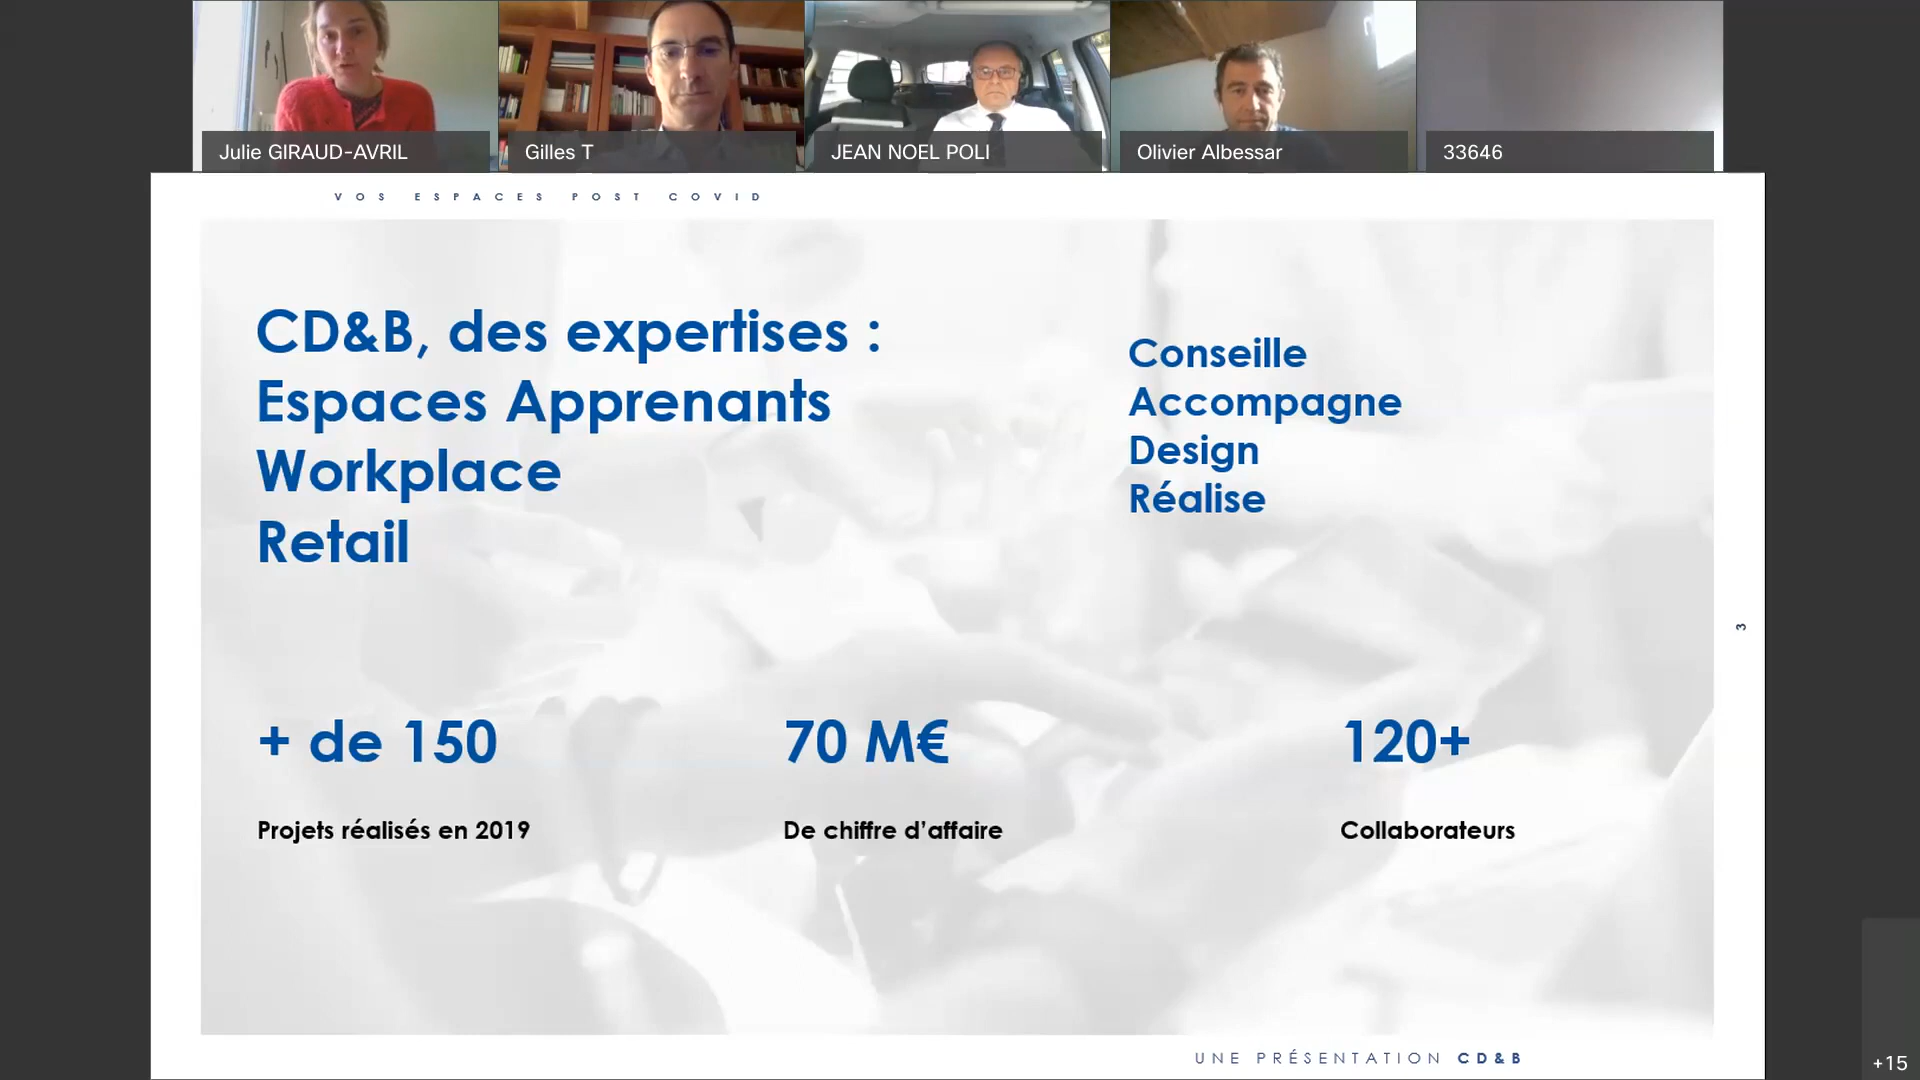 Julie GIRAUD-AVRIL
Gilles T
JEAN NOEL POLI
Olivier Albessar
33646
VOS ESPACES POST COVID
CD&B, des expertises :
Espaces Apprenants
Workplace
Retail
Conseille
Accompagne
Design
Réalise
3
+ de 150
Projets réalisés en 2019
70 M€
De chiffre d’affaire
120+
Collaborateurs
UNE PRÉSENTATION CD&B
+15